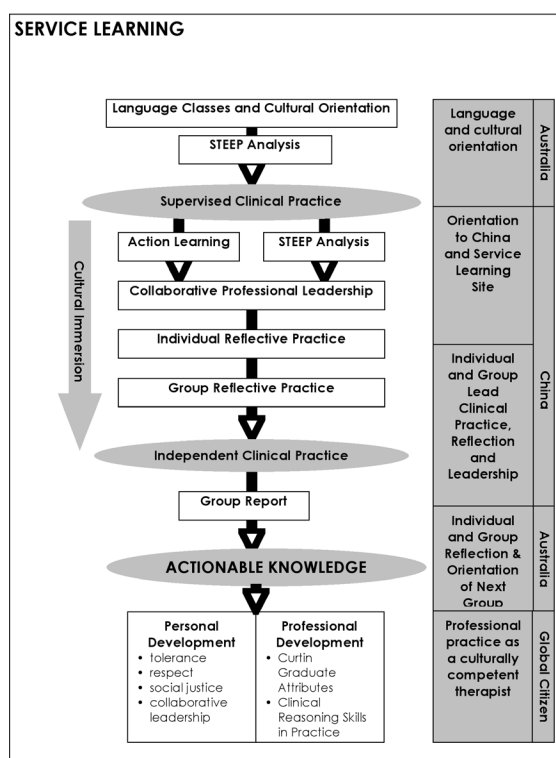 SERVICE LEARNING
Language Classes and Cultural Orientation
STEEP Analysis
Supervised Clinical Practice
Action Learning
STEEP Analysis
Collaborative Professional Leadership
Individual Reflective Practice
Group Reflective Practice
Independent Clinical Practice
Group Report
ACTIONABLE KNOWLEDGE
Personal
Development
• tolerance
• respect
• social justice
• collaborative
leadership
Professional
Development
• Curtin
Graduate
Attributes
• Clinical
Reasoning Skills
in Practice
Cultural Immersion
Language
and cultural
orientation
Australia
Orientation
to China
and Service
Learning
Site
Individual
and Group
Lead
Clinical
Practice,
Reflection
and
Leadership
China
Individual
and Group
Reflection &
Orientation
of Next
Group
Australia
Professional
practice as
a culturally
competent
therapist
Global Citizen